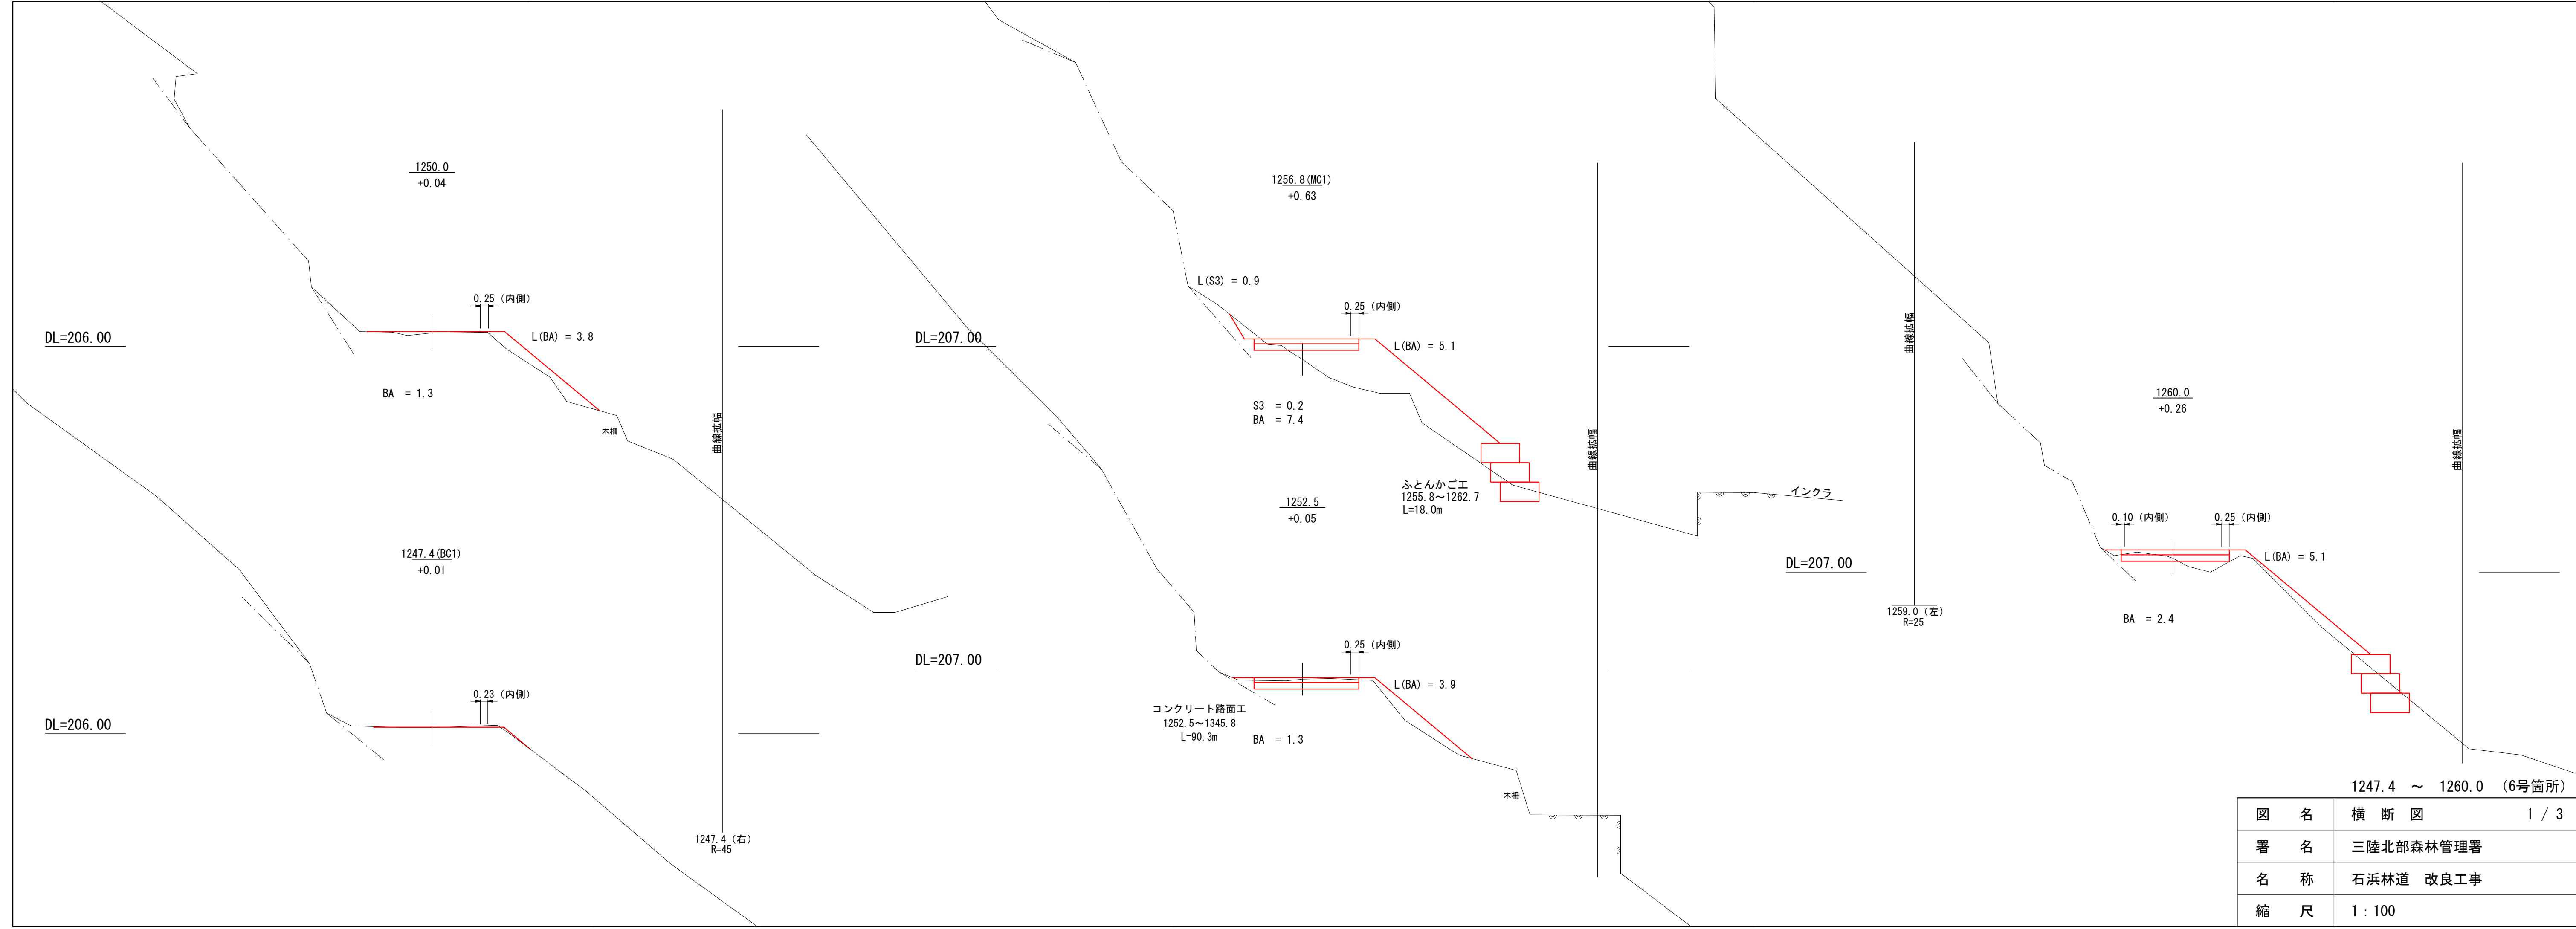 1250.0
+0.04
0.25 (内側)
DL=206.00
L(BA) = 3.8
BA = 1.3
木柵
曲線拡幅
1247.4(BC1)
+0.01
0.23 (内側)
DL=206.00
1247.4 (右)
R=45
1256.8(MC1)
+0.63
L(S3) = 0.9
0.25 (内側)
DL=207.00
L(BA) = 5.1
S3 = 0.2
BA = 7.4
曲線拡幅
ふとんかご工
1255.8~1262.7
L=18.0m
インクラ
1252.5
+0.05
0.25 (内側)
DL=207.00
L(BA) = 3.9
コンクリート路面工
1252.5~1345.8
L=90.3m
BA = 1.3
木柵
曲線拡幅
1259.0 (左)
R=25
1260.0
+0.26
曲線拡幅
0.10 (内側)
0.25 (内側)
DL=207.00
L(BA) = 5.1
BA = 2.4
1247.4 ~ 1260.0 (6号箇所)
図 名 横 断 図 1 / 3
署 名 三陸北部森林管理署
名 称 石浜林道 改良工事
縮 尺 1 : 100